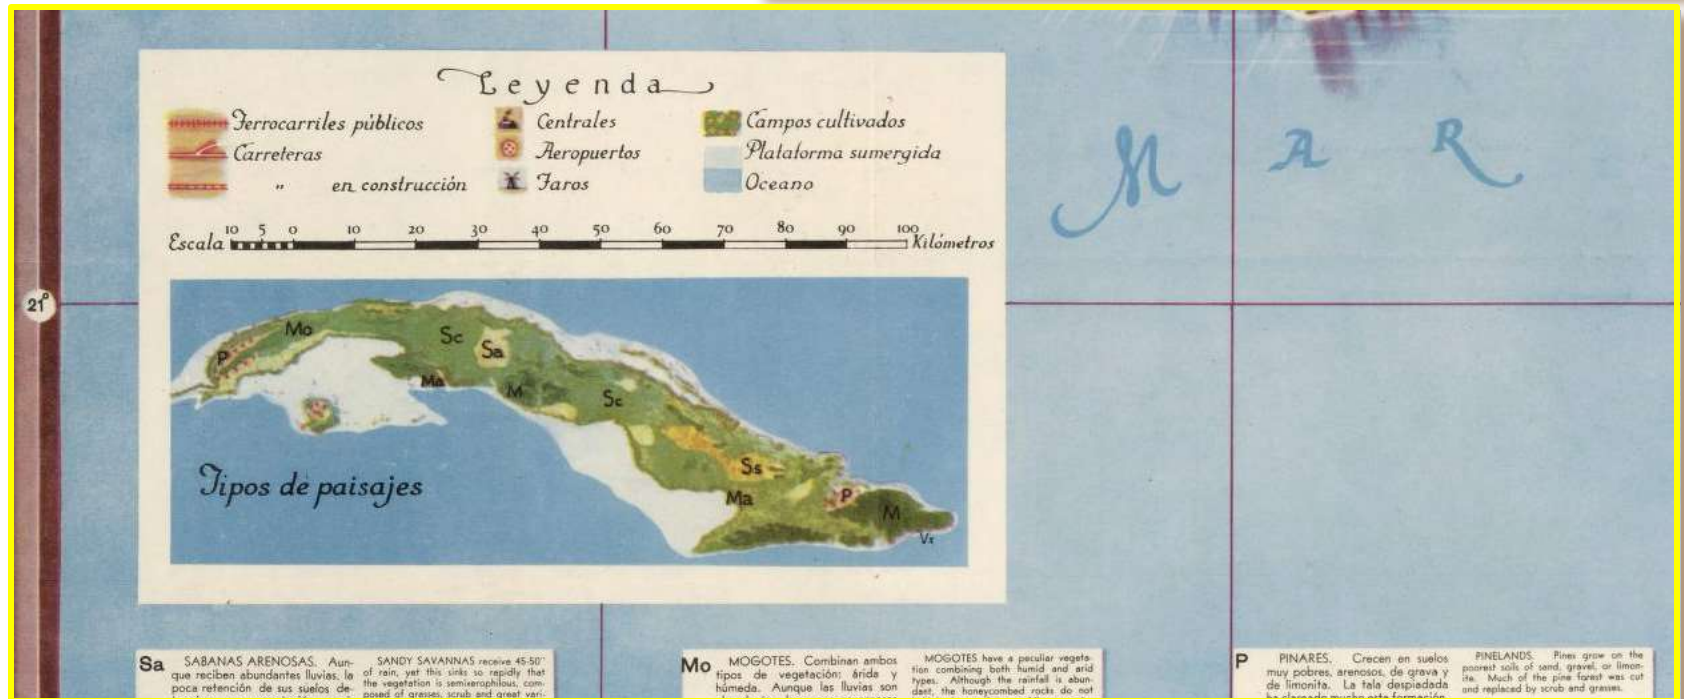 Leyenda
Ferrocarriles públicos
Carreteras
" en construcción
Centrales
Aeropuertos
Faros
Campos cultivados
Plataforma sumergida
Oceano
Escala 10 5 0 10 20 30 40 50 60 70 80 90 100 Kilómetros
M A R
21°
Mo
P
Sc
Sa
Ma
M
Sc
Ss
Ma
P
M
Vx
Tipos de paisajes
Sa SABANAS ARENOSAS. Aun-
que reciben abundantes lluvias, la
poca retención de sus suelos de-
SANDY SAVANNAS receive 45-50"
of rain, yet this sinks so rapidly that
the vegetation is semixerophilous, com-
posed of grasses, scrub and great vari-
Mo MOGOTES. Combinan ambos
tipos de vegetación: árida y
húmeda. Aunque las lluvias son
MOGOTES have a peculiar vegeta-
tion combining both humid and arid
types. Although the rainfall is abun-
dant, the honeycombed rocks do not
P PINARES. Crecen en suelos
muy pobres, arenosos, de grava y
de limonita. La tala despiadada
PINELANDS. Pines grow on the
poorest soils of sand, gravel, or limon-
ite. Much of the pine forest was cut
and replaced by scrub and grasses.